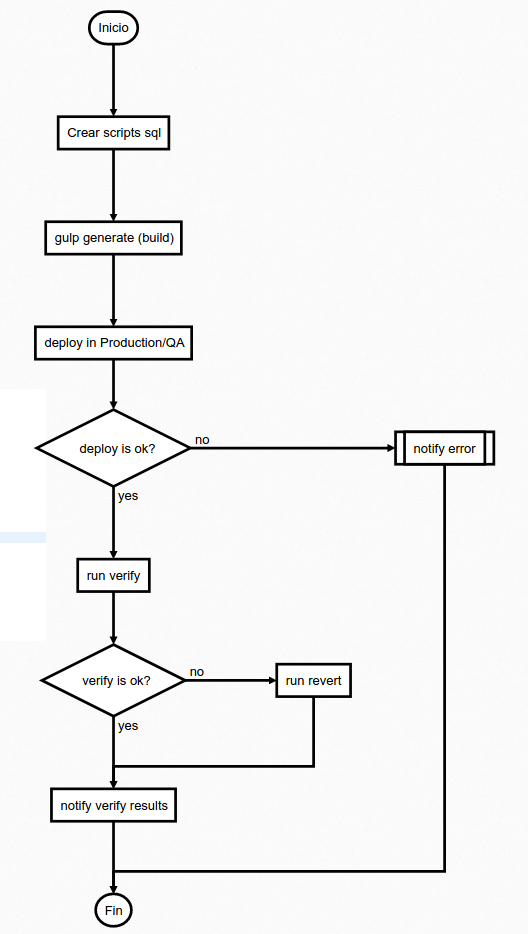 Inicio
Crear scripts sql
gulp generate (build)
deploy in Production/QA
deploy is ok?
no
notify error
yes
run verify
verify is ok?
no
run revert
yes
notify verify results
Fin